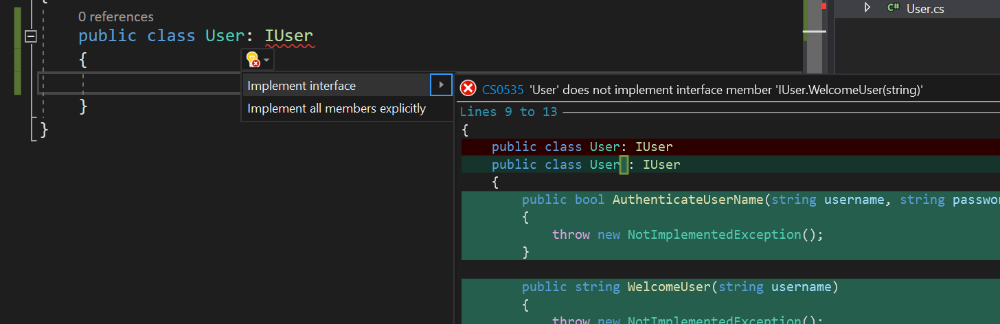 {
User.cs
0 references
public class User: IUser
{
Implement interface
Implement all members explicitly
}
}
CS0535 'User' does not implement interface member 'IUser.WelcomeUser(string)'
Lines 9 to 13
{
public class User: IUser
public class User : IUser
{
public bool AuthenticateUserName(string username, string passwo
{
throw new NotImplementedException();
}
public string WelcomeUser(string username)
{
throw new NotImplementedException();